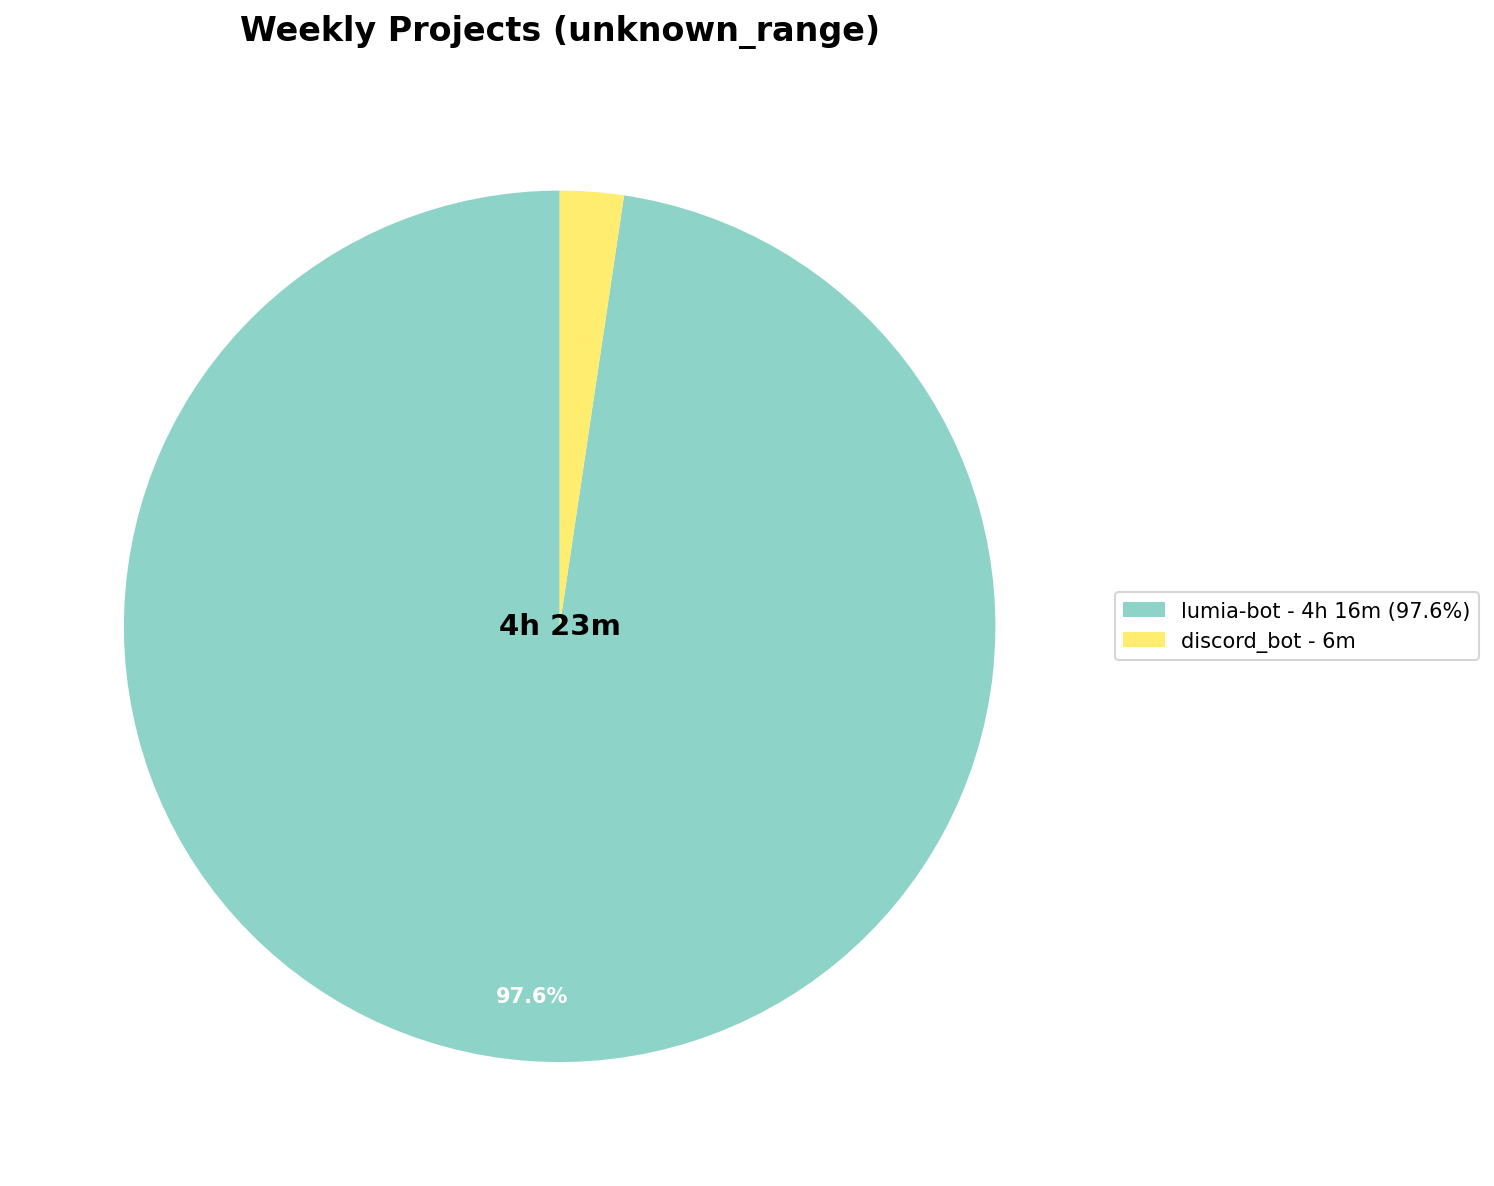 Weekly Projects (unknown_range)
4h 23m
lumia-bot - 4h 16m (97.6%)
discord_bot - 6m
97.6%